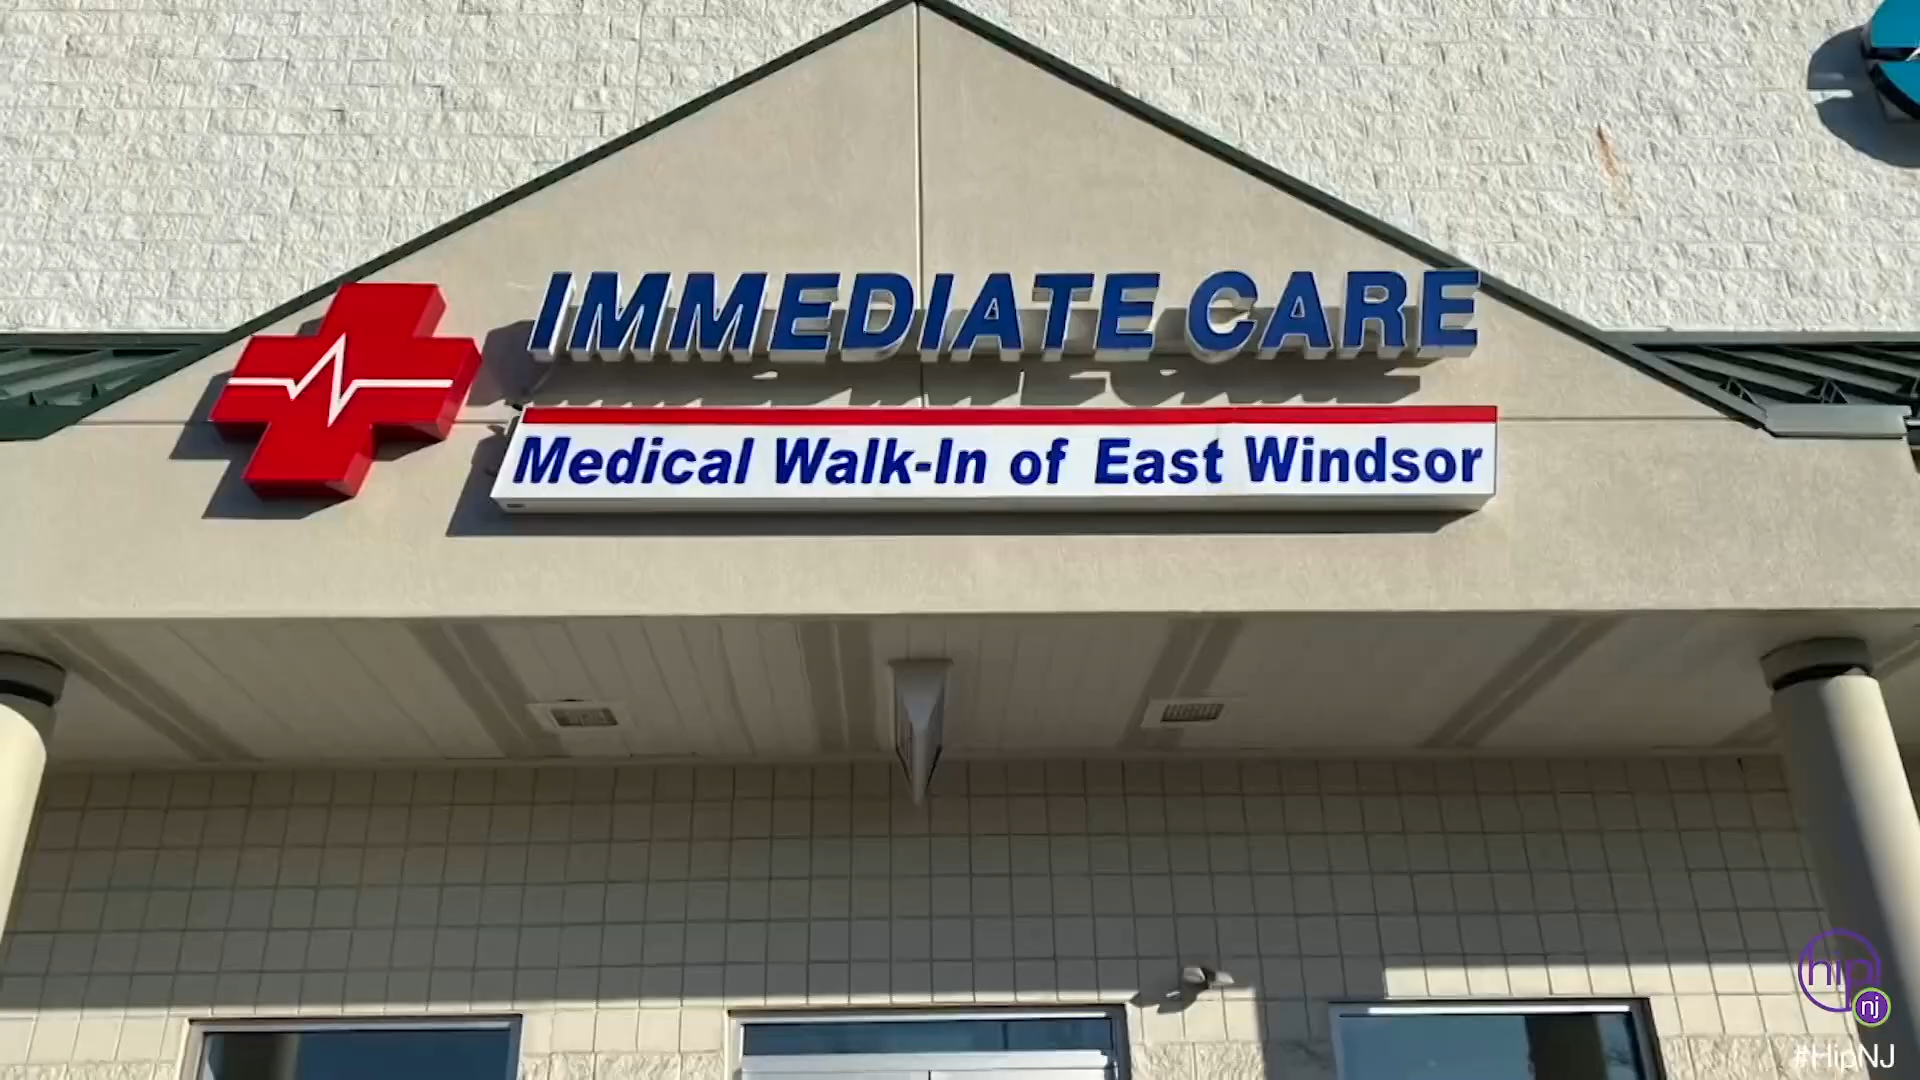 IMMEDIATE CARE
Medical Walk-In of East Windsor
hip
nj
#HipNJ